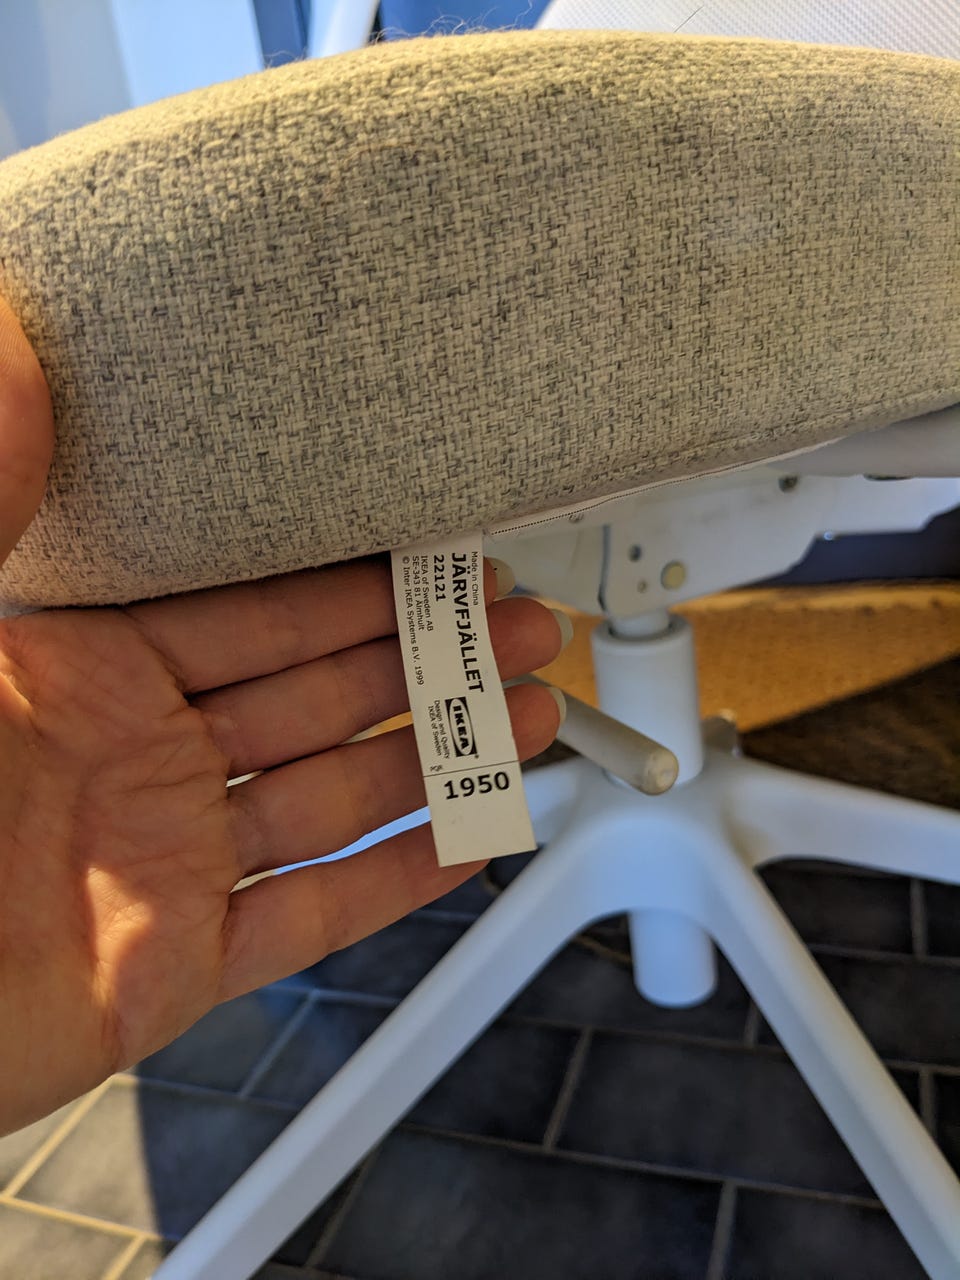 Made in China
JÄRVFJÄLLET
22121
IKEA of Sweden AB
SE-343 81 Älmhult
© Inter IKEA Systems B.V. 1999
IKEA®
Design and Quality
IKEA of Sweden
1950